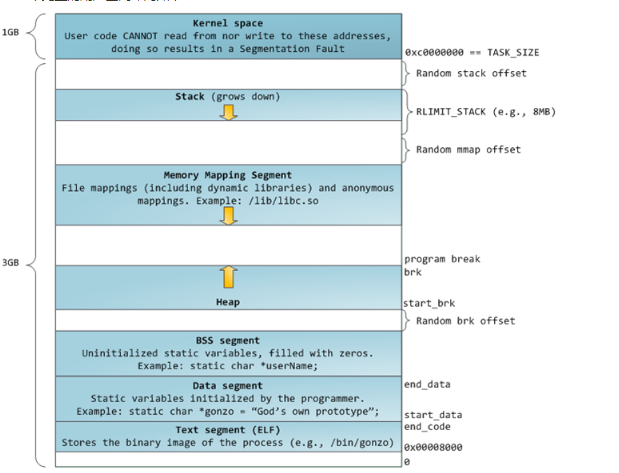 1GB
Kernel space
User code CANNOT read from nor write to these addresses,
doing so results in a Segmentation Fault
0xc0000000 == TASK_SIZE
Random stack offset
Stack (grows down)
RLIMIT_STACK (e.g., 8MB)
Random mmap offset
Memory Mapping Segment
File mappings (including dynamic libraries) and anonymous
mappings. Example: /lib/libc.so
3GB
program break
brk
Heap
start_brk
Random brk offset
BSS segment
Uninitialized static variables, filled with zeros.
Example: static char *userName;
Data segment
Static variables initialized by the programmer.
Example: static char *gonzo = “God’s own prototype”;
end_data
start_data
Text segment (ELF)
Stores the binary image of the process (e.g., /bin/gonzo)
end_code
0x00008000
0